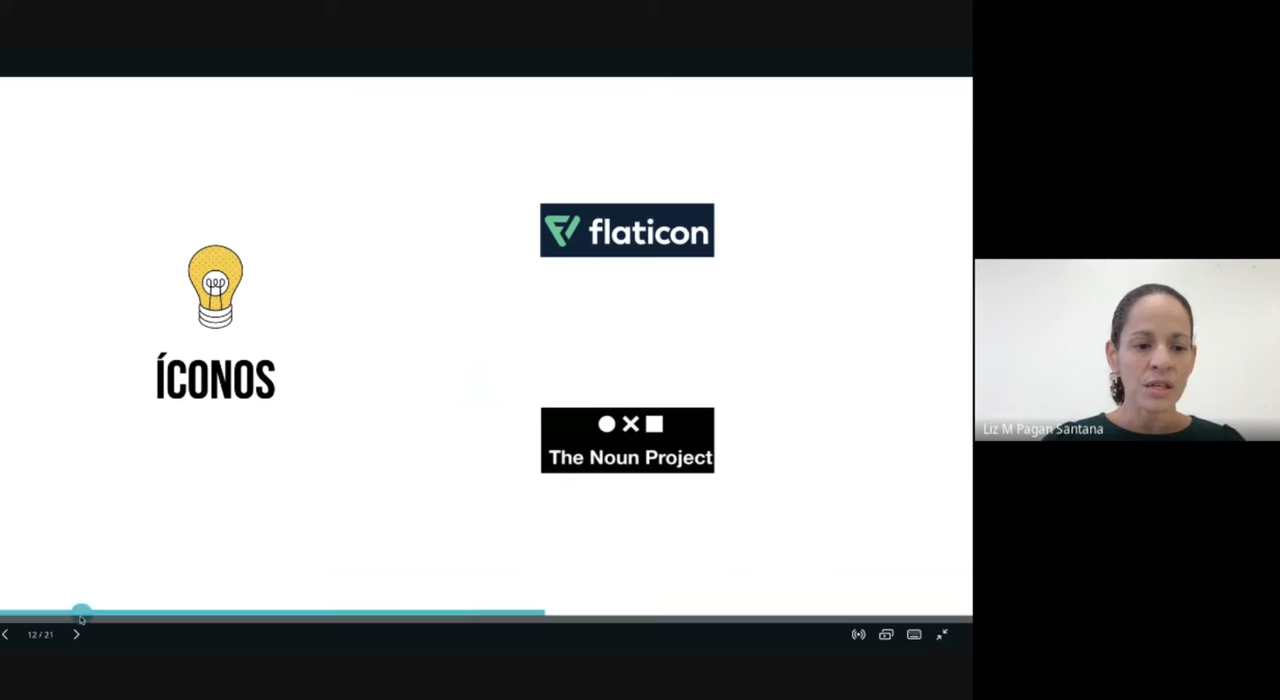 flaticon
ÍCONOS
The Noun Project
Liz M Pagan Santana
12 / 21